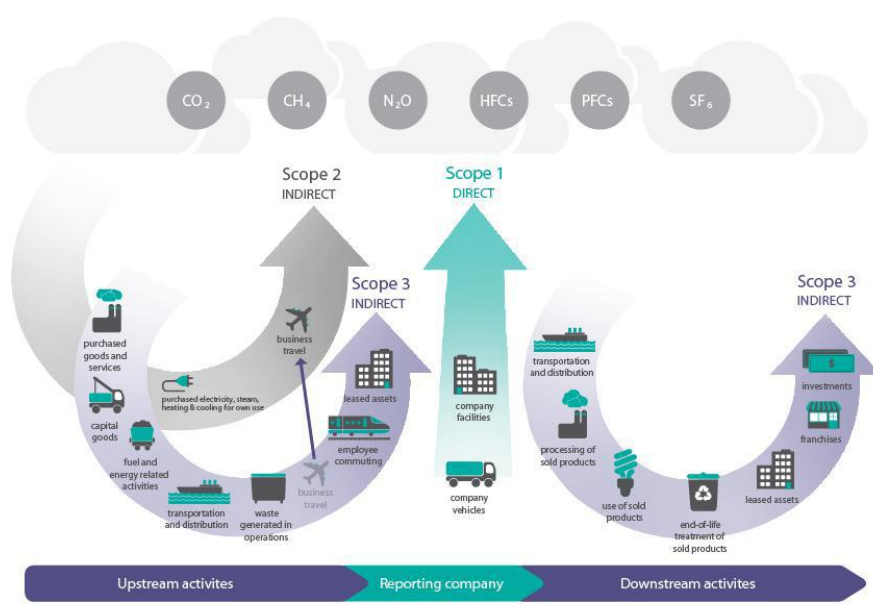 CO₂
CH₄
N₂O
HFCs
PFCs
SF₆
Scope 2
INDIRECT
Scope 1
DIRECT
Scope 3
INDIRECT
Scope 3
INDIRECT
purchased
goods and
services
capital
goods
fuel and
energy related
activities
transportation
and distribution
waste
generated in
operations
business
travel
employee
commuting
leased assets
purchased electricity, steam,
heating & cooling for own use
business
travel
company
facilities
company
vehicles
transportation
and distribution
processing of
sold products
use of sold
products
end-of-life
treatment of
sold products
leased assets
franchises
investments
Upstream activites
Reporting company
Downstream activites